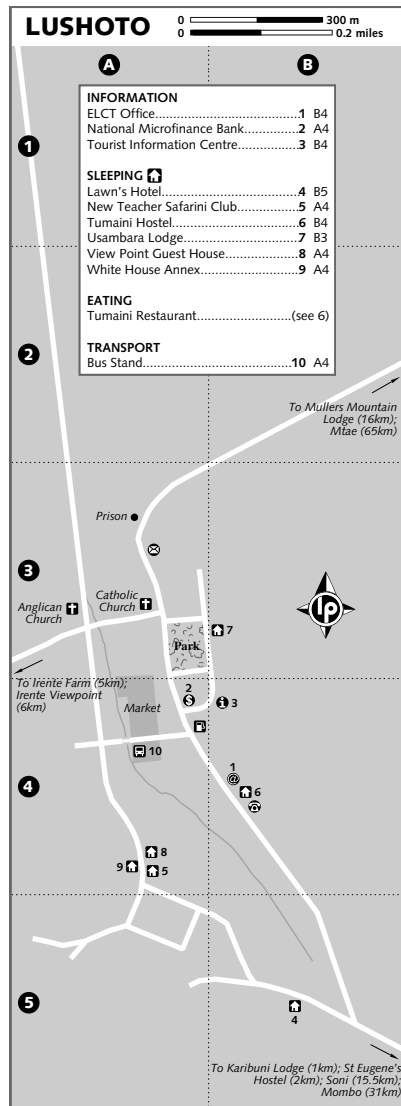 LUSHOTO
0 300 m
0 0.2 miles
A B
INFORMATION
ELCT Office.....................1 B4
National Microfinance Bank...............2 A4
Tourist Information Centre................3 B4
SLEEPING
Lawn's Hotel....................................4 B5
New Teacher Safarini Club................5 A4
Tumaini Hostel.................................6 B4
Usambara Lodge..............................7 B3
View Point Guest House...................8 A4
White House Annex.........................9 A4
EATING
Tumaini Restaurant.....................(see 6)
TRANSPORT
Bus Stand......................................10 A4
1
2
To Mullers Mountain
Lodge (16km);
Mtae (65km)
Prison
3
Catholic
Church
Anglican
Church
lp
7
Park
To Irente Farm (5km);
Irente Viewpoint
(6km)
2
$
i 3
Market
10
1
@
4
6
8
9
5
5
4
To Karibuni Lodge (1km); St Eugene's
Hostel (2km); Soni (15.5km);
Mombo (31km)